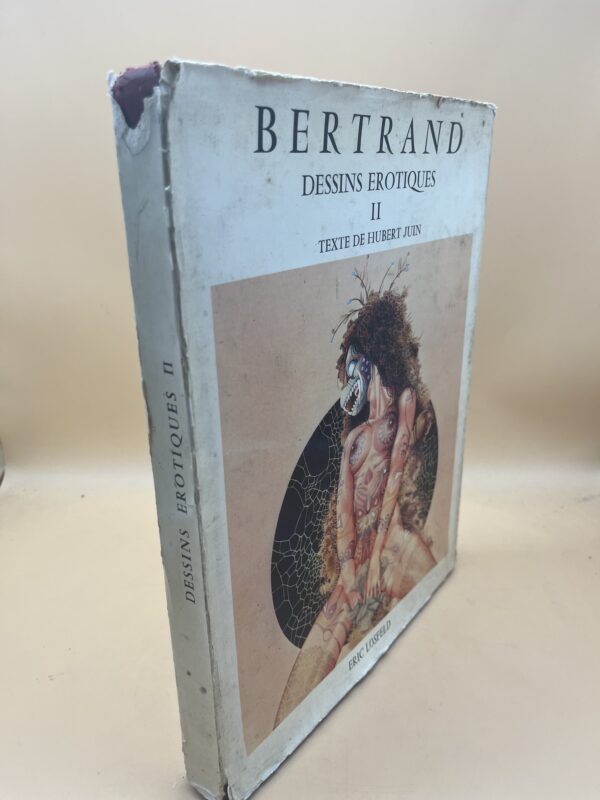 BERTRAND
DESSINS EROTIQUES
II
TEXTE DE HUBERT JUIN
ERIC LOSFELD
DESSINS EROTIQUES II